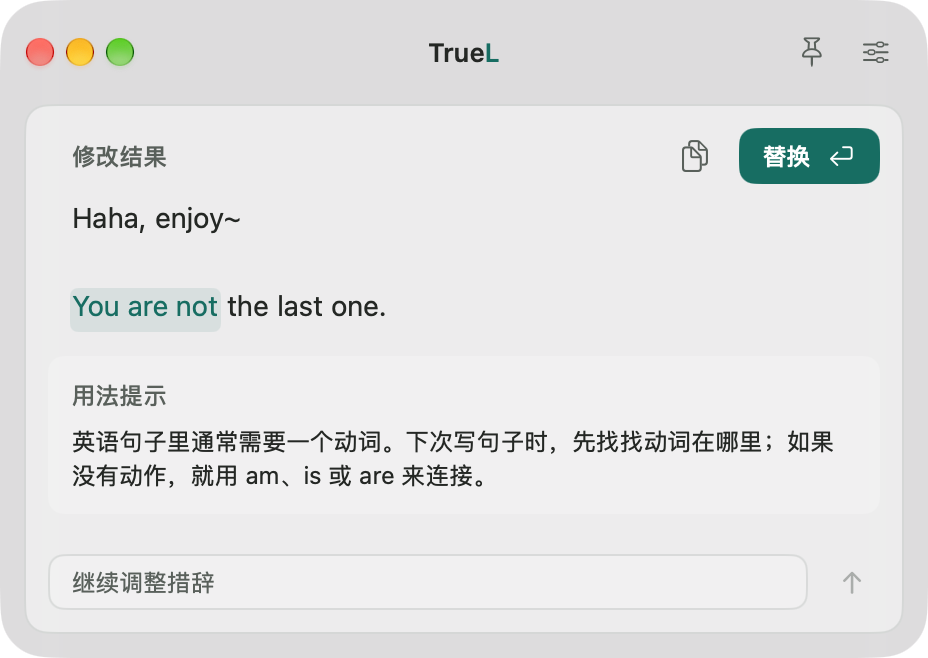 TrueL
修改结果
替换
Haha, enjoy~
You are not the last one.
用法提示
英语句子里通常需要一个动词。下次写句子时，先找找动词在哪里；如果
没有动作，就用 am、is 或 are 来连接。
继续调整措辞